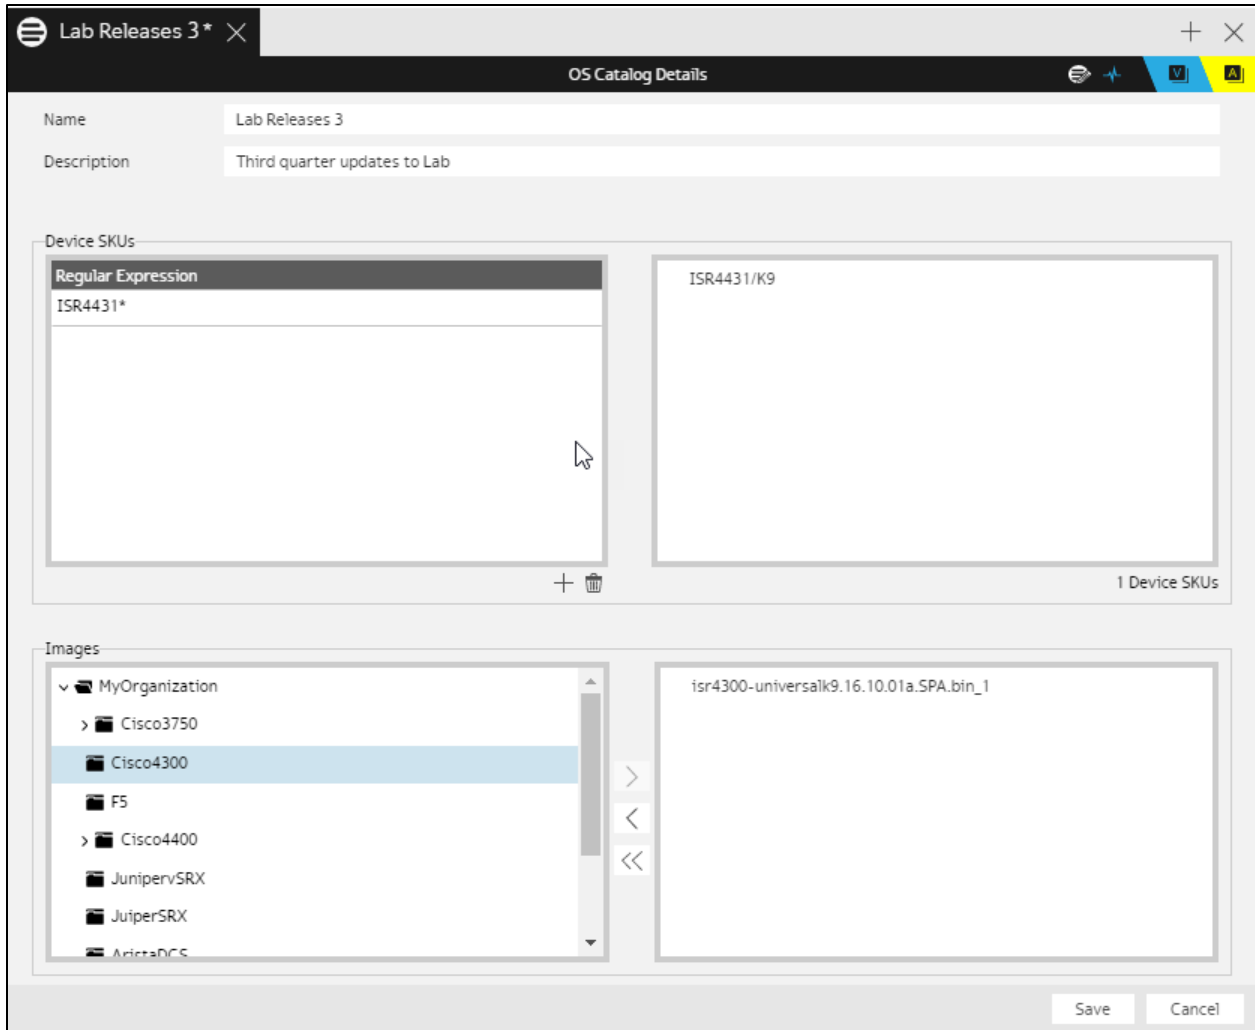 Lab Releases 3*
OS Catalog Details
V
A
Name
Lab Releases 3
Description
Third quarter updates to Lab
Device SKUs
Regular Expression
ISR4431*
ISR4431/K9
1 Device SKUs
Images
MyOrganization
Cisco3750
Cisco4300
F5
Cisco4400
JunipervSRX
JuiperSRX
AristaDCS
isr4300-universalk9.16.10.01a.SPA.bin_1
Save
Cancel